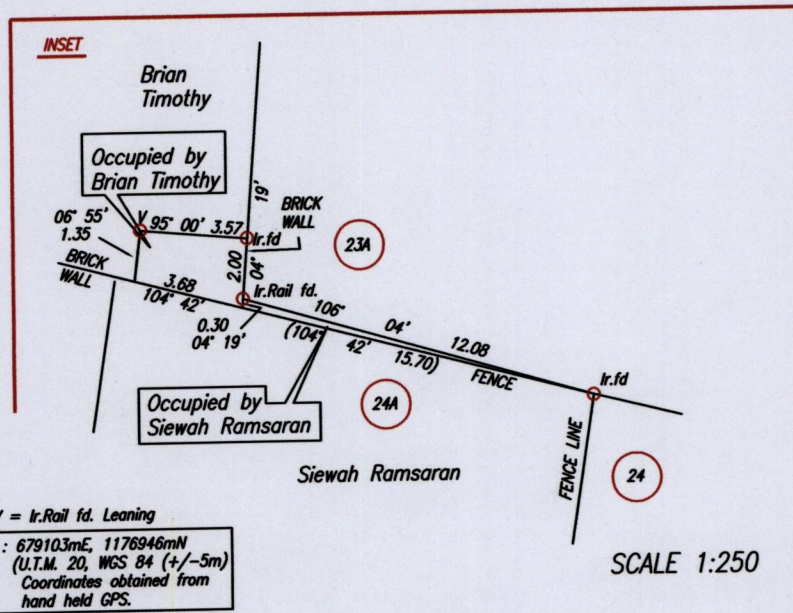 INSET
Brian
Timothy
Occupied by
Brian Timothy
19'
BRICK
WALL
06° 55'
1.35
V
95° 00' 3.57
Ir.fd
23A
BRICK
WALL
2.00
04°
3.68
104° 42'
Ir.Rail fd.
0.30
04° 19'
106° 04' 12.08
(104° 42' 15.70)
FENCE
Ir.fd
Occupied by
Siewah Ramsaran
24A
Siewah Ramsaran
FENCE LINE
24
= Ir.Rail fd. Leaning
: 679103mE, 1176946mN
(U.T.M. 20, WGS 84 (+/-5m)
Coordinates obtained from
hand held GPS.
SCALE 1:250